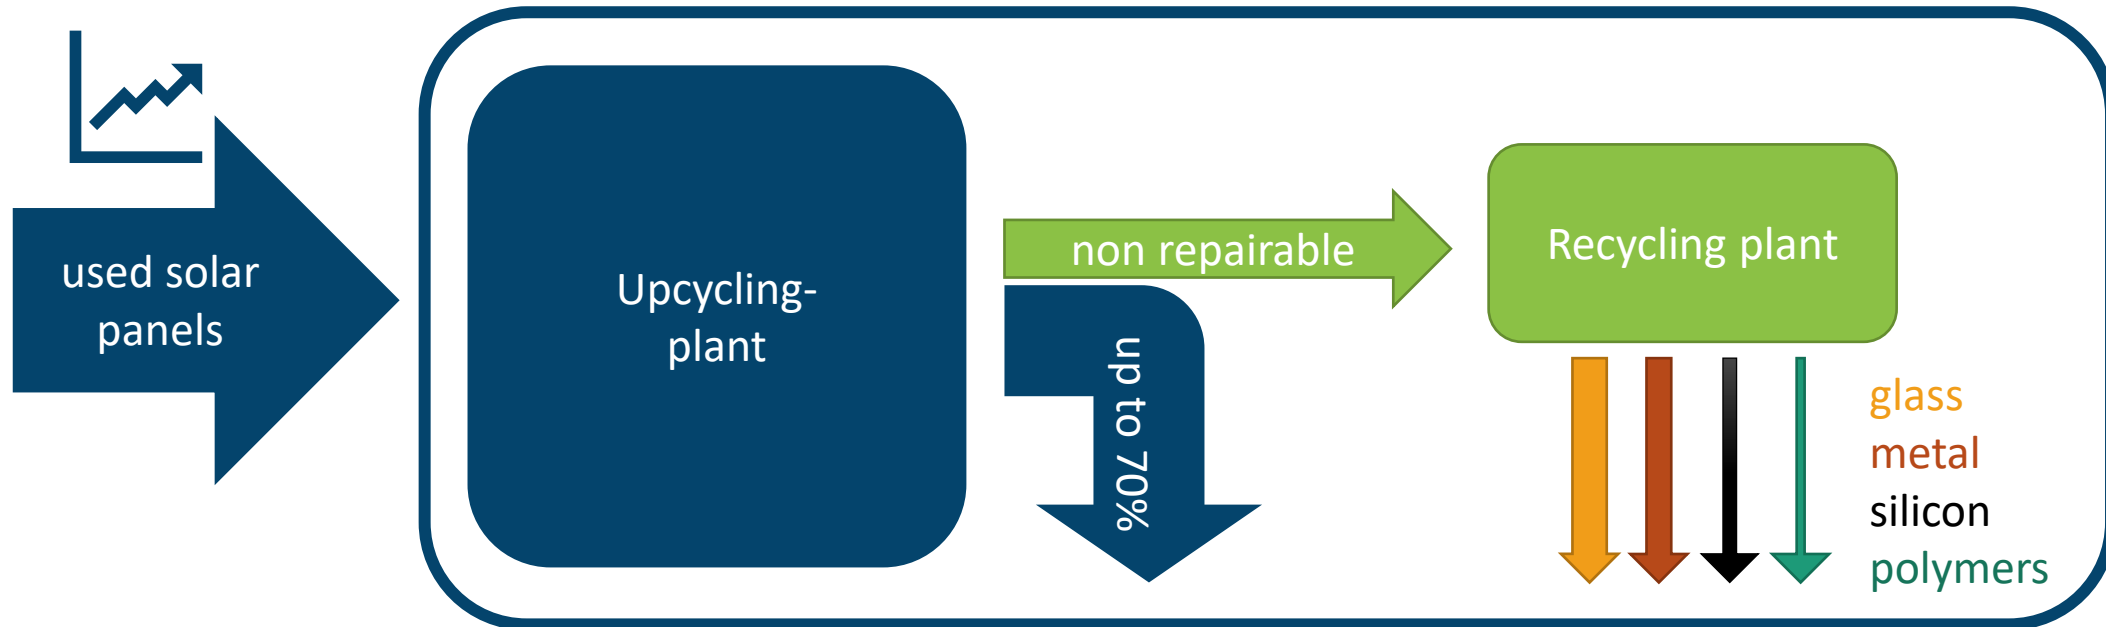 used solar
panels
Upcycling-
plant
non repairable
up to 70%
Recycling plant
glass
metal
silicon
polymers